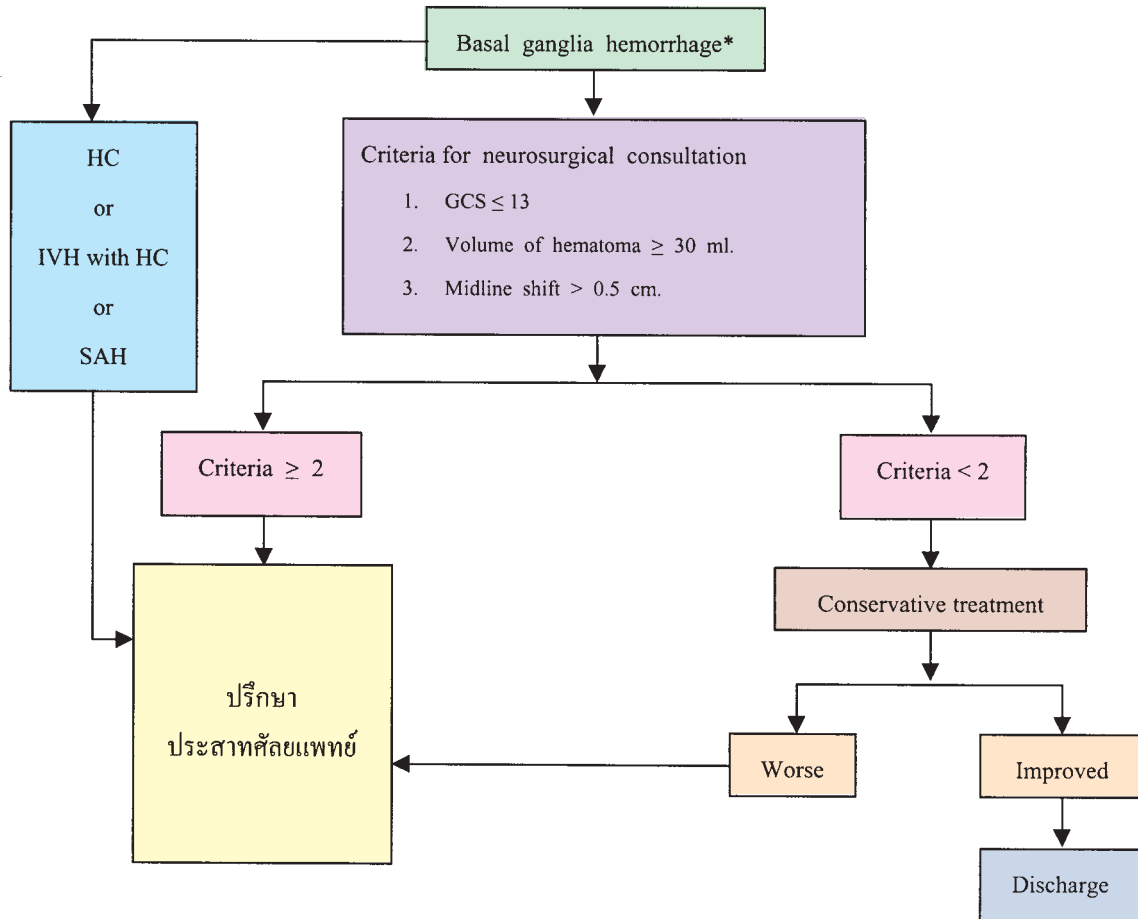 Basal ganglia hemorrhage*
HC
or
IVH with HC
or
SAH
Criteria for neurosurgical consultation
1. GCS ≤ 13
2. Volume of hematoma ≥ 30 ml.
3. Midline shift > 0.5 cm.
Criteria ≥ 2
Criteria < 2
Conservative treatment
ปรึกษา
ประสาทศัลยแพทย์
Worse
Improved
Discharge